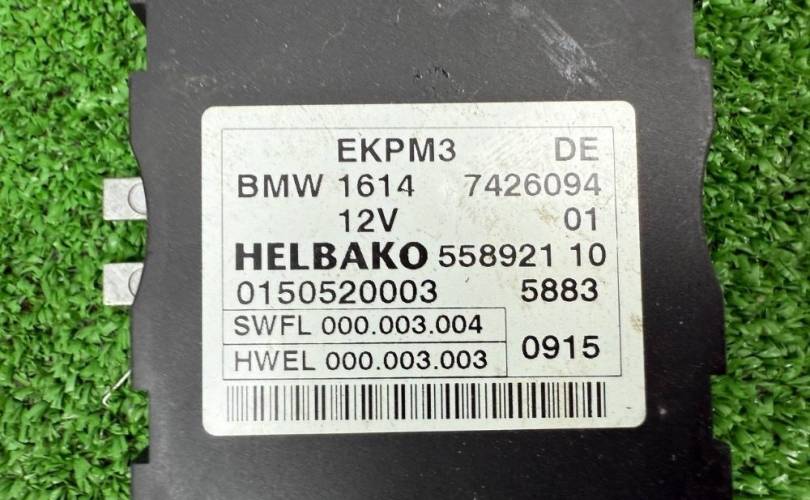 EKPM3 DE
BMW 1614 7426094
12V 01
HELBAKO 558921 10
0150520003 5883
SWFL 000.003.004
HWEL 000.003.003 0915